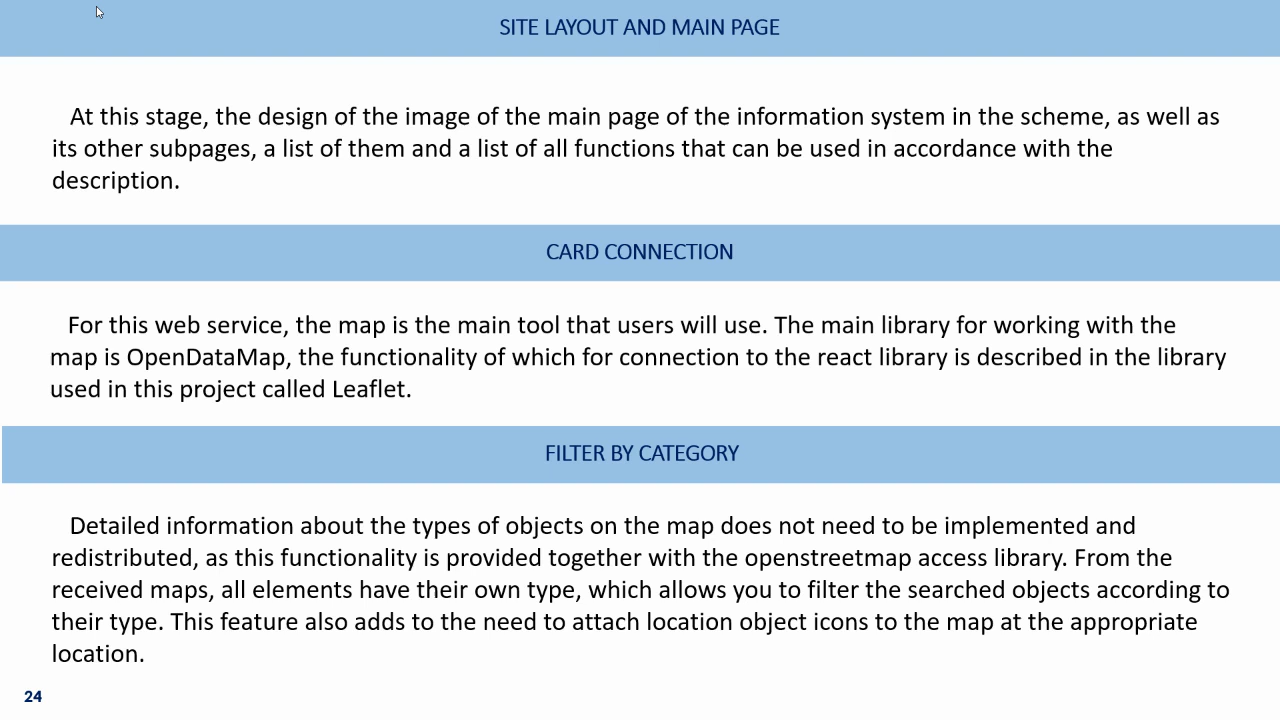 SITE LAYOUT AND MAIN PAGE
At this stage, the design of the image of the main page of the information system in the scheme, as well as
its other subpages, a list of them and a list of all functions that can be used in accordance with the
description.
CARD CONNECTION
For this web service, the map is the main tool that users will use. The main library for working with the
map is OpenDataMap, the functionality of which for connection to the react library is described in the library
used in this project called Leaflet.
FILTER BY CATEGORY
Detailed information about the types of objects on the map does not need to be implemented and
redistributed, as this functionality is provided together with the openstreetmap access library. From the
received maps, all elements have their own type, which allows you to filter the searched objects according to
their type. This feature also adds to the need to attach location object icons to the map at the appropriate
location.
24